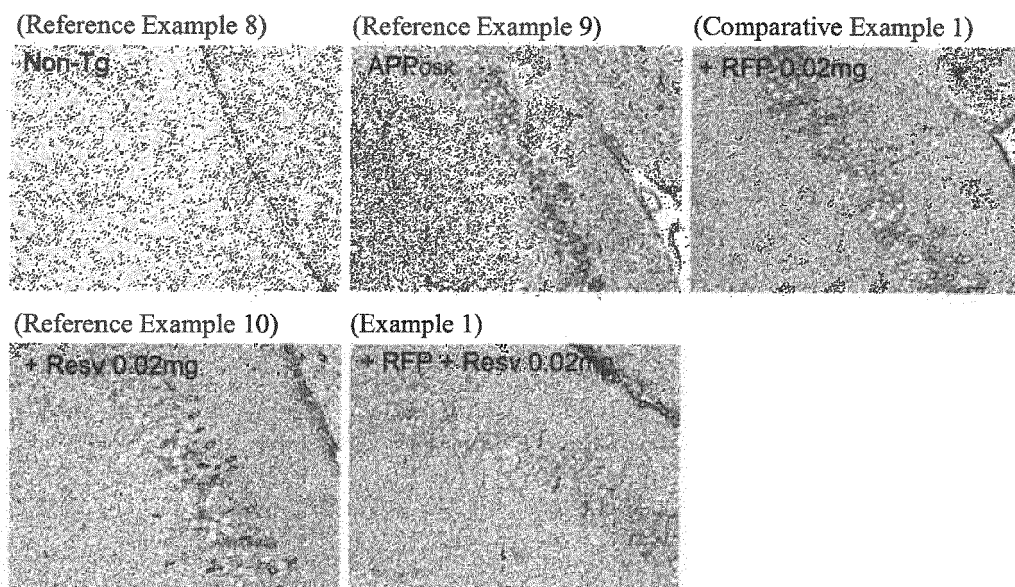 (Reference Example 8)
Non-Tg
(Reference Example 9)
APPOSK
(Comparative Example 1)
+ RFP 0.02mg
(Reference Example 10)
+ Resv 0.02mg
(Example 1)
+ RFP + Resv 0.02mg